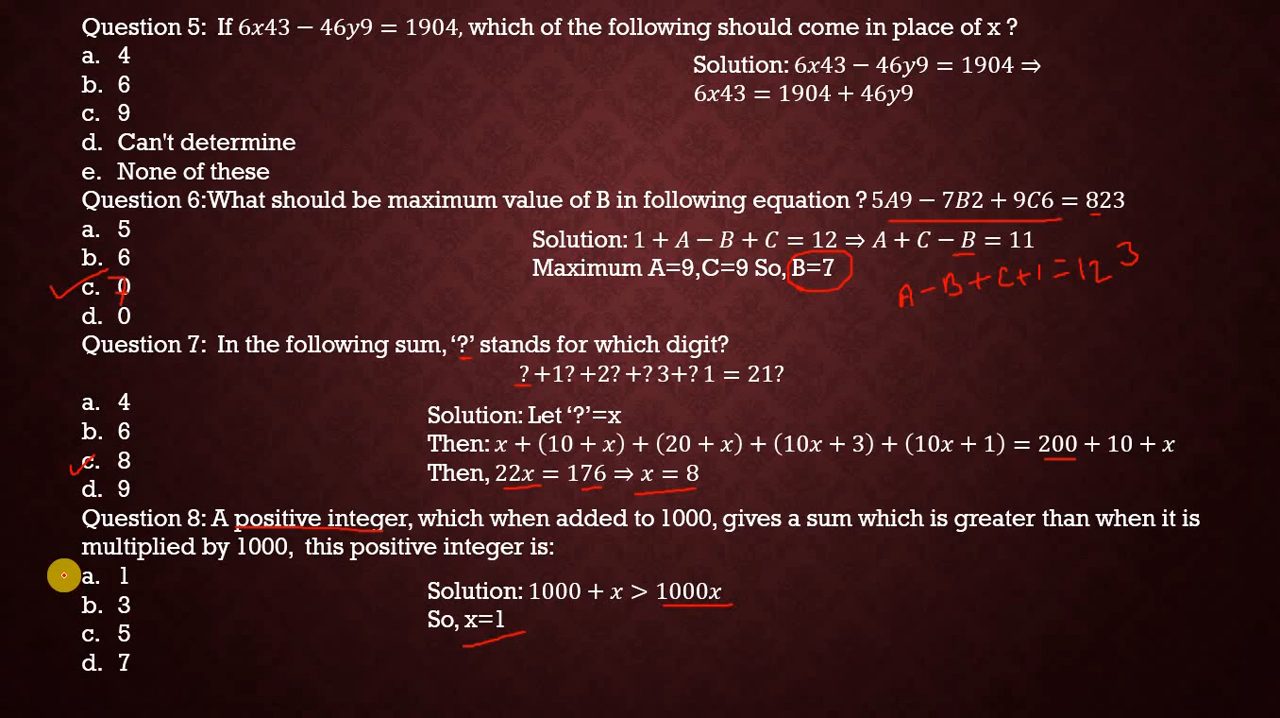 Question 5: If 6x43 − 46y9 = 1904, which of the following should come in place of x ?
a. 4
b. 6
c. 9
d. Can't determine
e. None of these
Solution: 6x43 − 46y9 = 1904 ⇒
6x43 = 1904 + 46y9
Question 6:What should be maximum value of B in following equation ? 5A9 − 7B2 + 9C6 = 823
a. 5
b. 6
c. 7
d. 0
Solution: 1 + A − B + C = 12 ⇒ A + C − B = 11
Maximum A=9,C=9 So, B=7
A − B + C + 1 = 12 3
Question 7: In the following sum, ‘?’ stands for which digit?
? +1? +2? +? 3+? 1 = 21?
a. 4
b. 6
c. 8
d. 9
Solution: Let ‘?’=x
Then: x + (10 + x) + (20 + x) + (10x + 3) + (10x + 1) = 200 + 10 + x
Then, 22x = 176 ⇒ x = 8
Question 8: A positive integer, which when added to 1000, gives a sum which is greater than when it is
multiplied by 1000, this positive integer is:
a. 1
b. 3
c. 5
d. 7
Solution: 1000 + x > 1000x
So, x=1